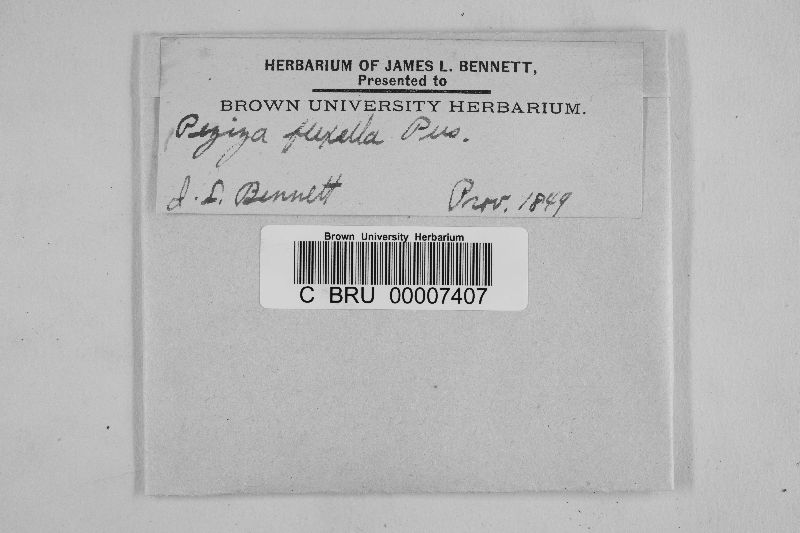 HERBARIUM OF JAMES L. BENNETT,
Presented to
BROWN UNIVERSITY HERBARIUM.
Peziza flexella Pers.
J. L. Bennett Prov. 1849
Brown University Herbarium
C BRU 00007407